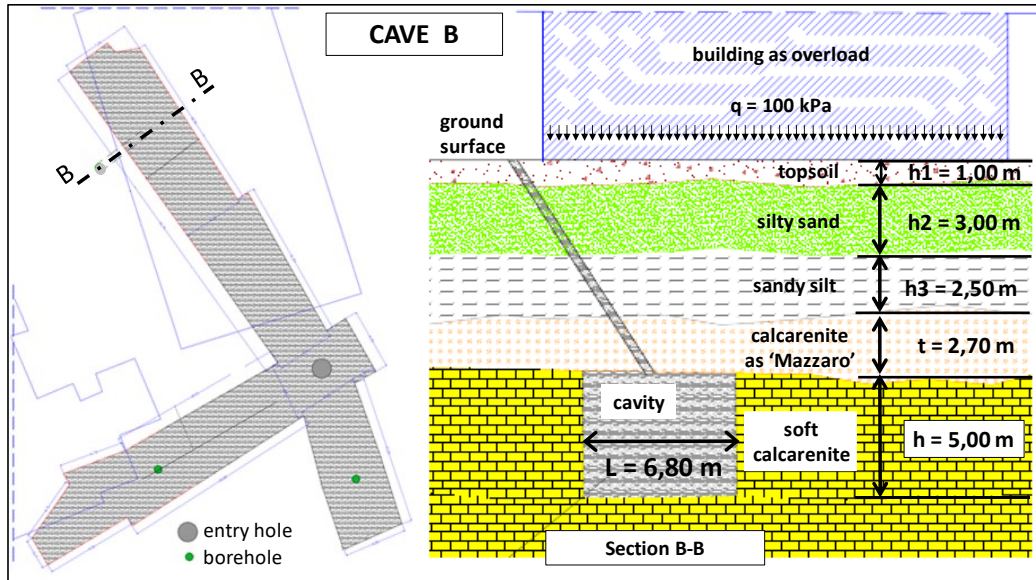 CAVE B
B
B
entry hole
borehole
building as overload
q = 100 kPa
ground
surface
topsoil
h1 = 1,00 m
silty sand
h2 = 3,00 m
sandy silt
h3 = 2,50 m
calcarenite
as ‘Mazzaro’
t = 2,70 m
cavity
L = 6,80 m
soft
calcarenite
h = 5,00 m
Section B-B